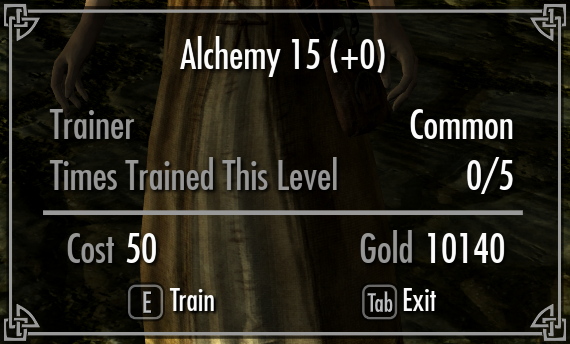 Alchemy 15 (+0)
Trainer Common
Times Trained This Level 0/5
Cost 50 Gold 10140
E Train Tab Exit